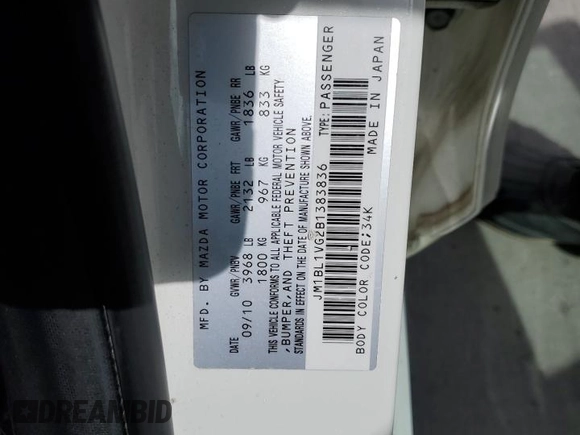 MFD. BY MAZDA MOTOR CORPORATION
DATE GVWR/PNBV GAWR/PNBE FRT GAWR/PNBE RR
09/10 3968 LB 2132 LB 1836 LB
1800 KG 967 KG 833 KG
THIS VEHICLE CONFORMS TO ALL APPLICABLE FEDERAL MOTOR VEHICLE SAFETY
,BUMPER,AND THEFT PREVENTION
STANDARDS IN EFFECT ON THE DATE OF MANUFACTURE SHOWN ABOVE.
JM1BL1VG2B1383836 TYPE:PASSENGER
BODY COLOR CODE;34K MADE IN JAPAN
DREAMBID